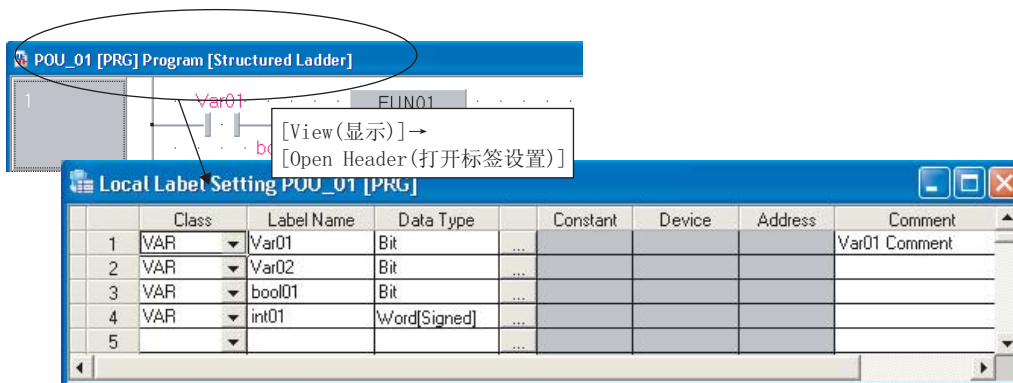 POU_01 [PRG] Program [Structured Ladder]
1
Var01
FUN01
[View(显示)]→
[Open Header(打开标签设置)]
Local Label Setting POU_01 [PRG]
Class Label Name Data Type Constant Device Address Comment
1 VAR Var01 Bit ... Var01 Comment
2 VAR Var02 Bit ...
3 VAR bool01 Bit ...
4 VAR int01 Word[Signed] ...
5 ...